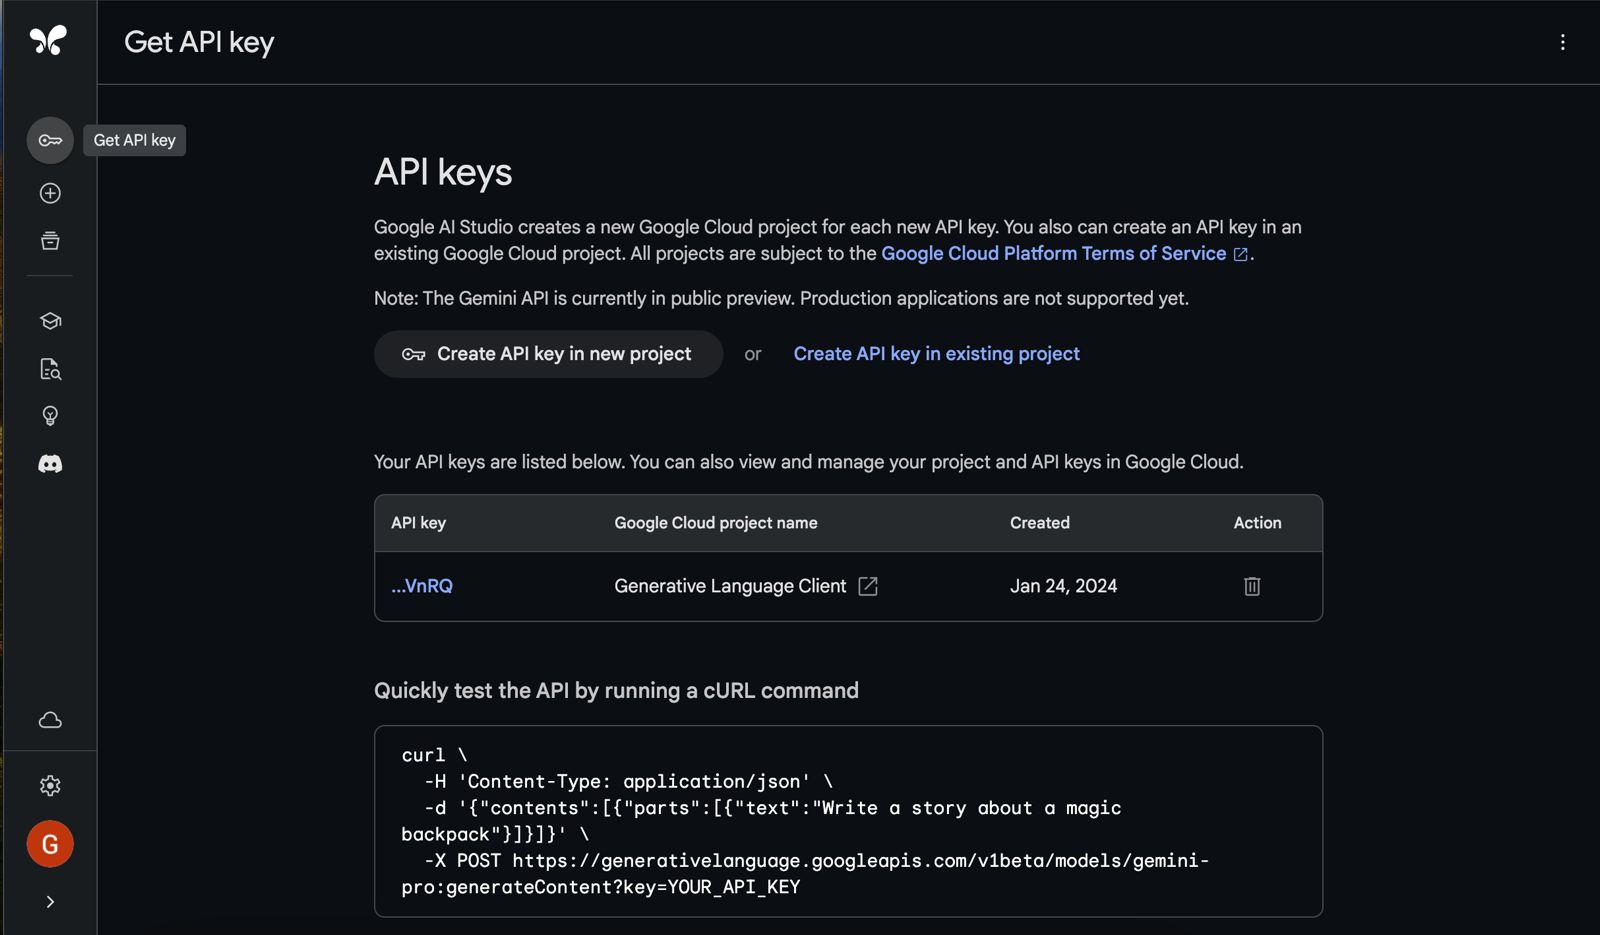 Get API key
Get API key
API keys
Google AI Studio creates a new Google Cloud project for each new API key. You also can create an API key in an
existing Google Cloud project. All projects are subject to the Google Cloud Platform Terms of Service.
Note: The Gemini API is currently in public preview. Production applications are not supported yet.
Create API key in new project or Create API key in existing project
Your API keys are listed below. You can also view and manage your project and API keys in Google Cloud.
API key Google Cloud project name Created Action
...VnRQ Generative Language Client Jan 24, 2024
Quickly test the API by running a cURL command
curl \
-H 'Content-Type: application/json' \
-d '{"contents":[{"parts":[{"text":"Write a story about a magic
backpack"}]}]}' \
-X POST https://generativelanguage.googleapis.com/v1beta/models/gemini-
pro:generateContent?key=YOUR_API_KEY
G